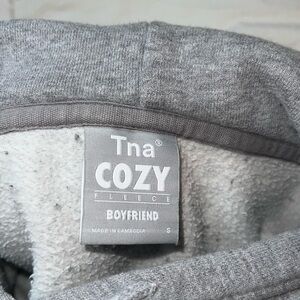 Tna®
COZY
FLEECE
BOYFRIEND
MADE IN CAMBODIA S